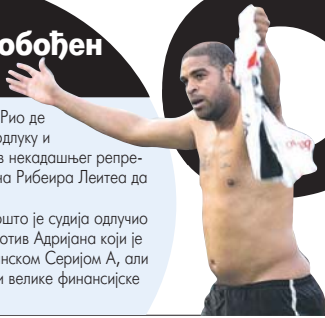 обођен
Рио де
одлуку и
в некадашњег репре-
на Рибеира Леитеа да
што је судија одлучио
отив Адријана који је
нском Серијом А, али
и велике финансијске